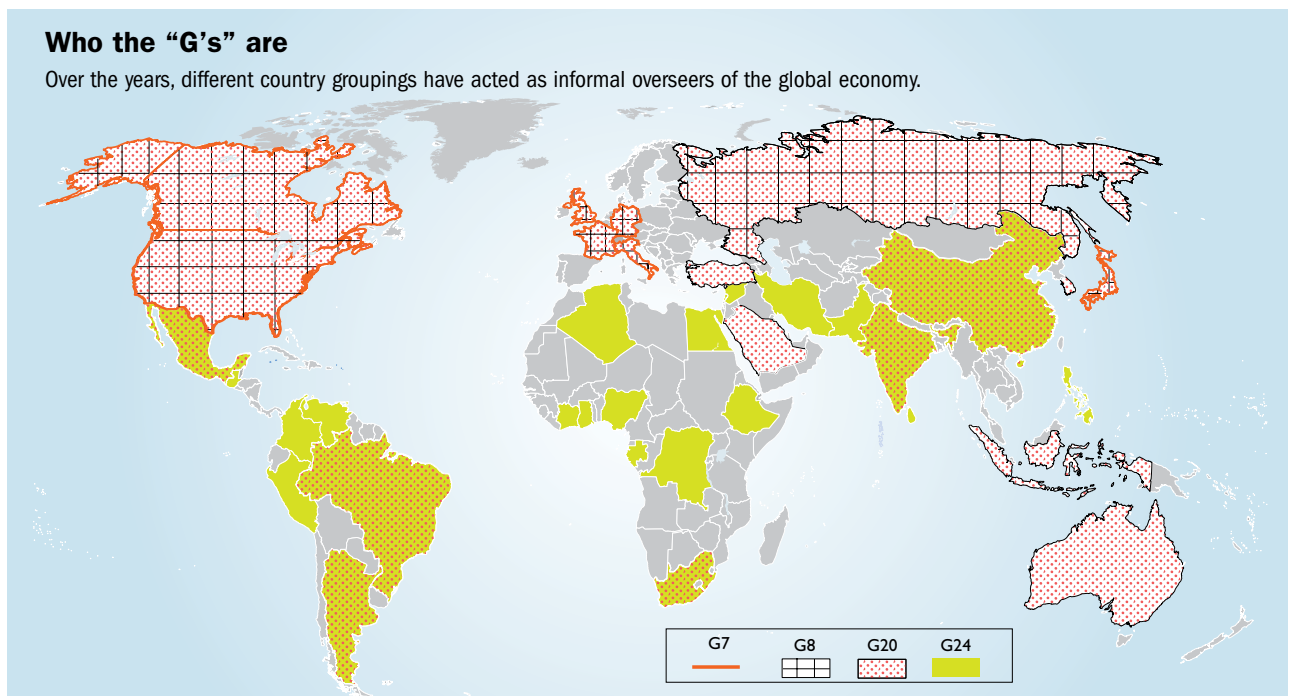 Who the “G’s” are
Over the years, different country groupings have acted as informal overseers of the global economy.
G7 G8 G20 G24